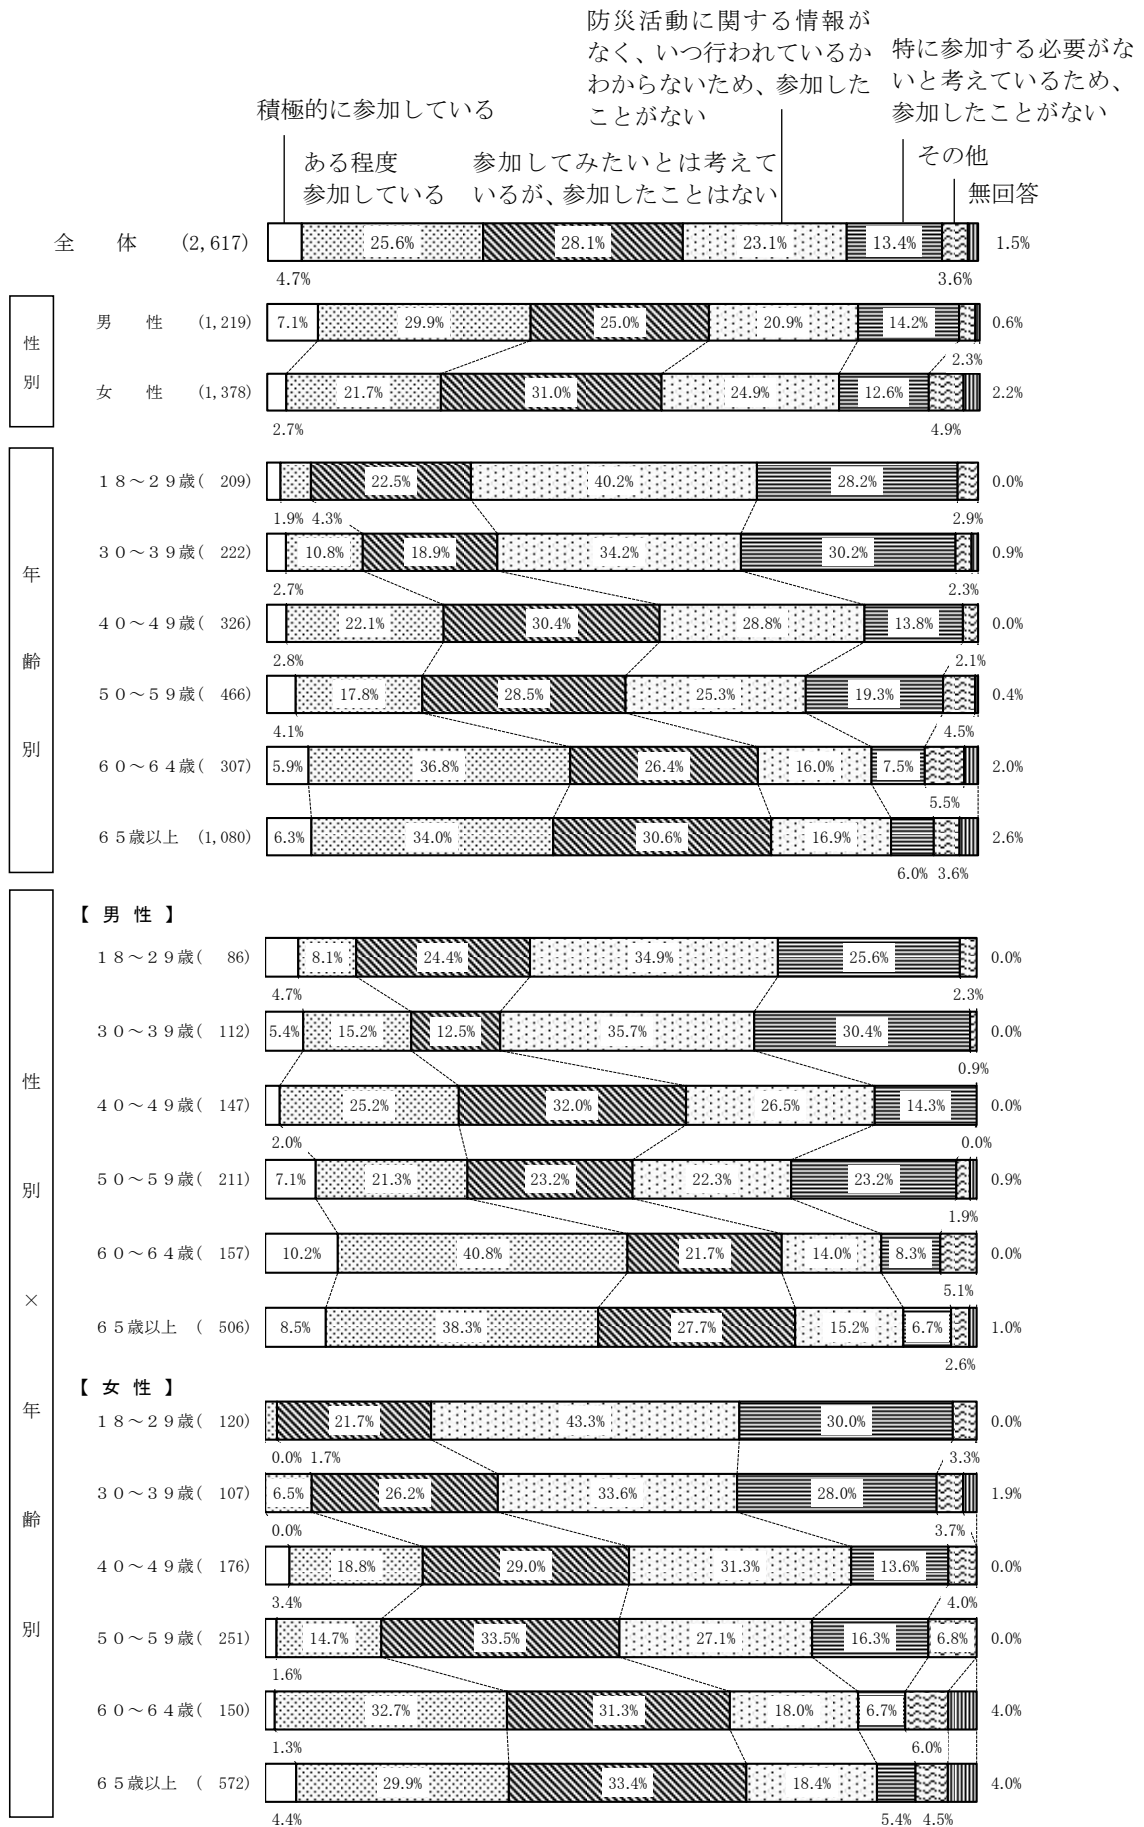 防災活動に関する情報が
なく、いつ行われているか
わからないため、参加した
ことがない
特に参加する必要がな
いと考えているため、
参加したことがない
積極的に参加している
ある程度
参加している
参加してみたいとは考えて
いるが、参加したことはない
その他
無回答
全　体　(2,617) 25.6% 28.1% 23.1% 13.4% 1.5%
4.7% 3.6%
性別
男　性　(1,219) 7.1% 29.9% 25.0% 20.9% 14.2% 0.6%
2.3%
女　性　(1,378) 21.7% 31.0% 24.9% 12.6% 2.2%
2.7% 4.9%
年齢別
18～29歳( 209) 22.5% 40.2% 28.2% 0.0%
1.9% 4.3% 2.9%
30～39歳( 222) 10.8% 18.9% 34.2% 30.2% 0.9%
2.7% 2.3%
40～49歳( 326) 22.1% 30.4% 28.8% 13.8% 0.0%
2.8% 2.1%
50～59歳( 466) 17.8% 28.5% 25.3% 19.3% 0.4%
4.1% 4.5%
60～64歳( 307) 5.9% 36.8% 26.4% 16.0% 7.5% 2.0%
5.5%
65歳以上 (1,080) 6.3% 34.0% 30.6% 16.9% 2.6%
6.0% 3.6%
性別×年齢別
【男性】
18～29歳( 86) 8.1% 24.4% 34.9% 25.6% 0.0%
4.7% 2.3%
30～39歳( 112) 5.4% 15.2% 12.5% 35.7% 30.4% 0.0%
0.9%
40～49歳( 147) 25.2% 32.0% 26.5% 14.3% 0.0%
2.0% 0.0%
50～59歳( 211) 7.1% 21.3% 23.2% 22.3% 23.2% 0.9%
1.9%
60～64歳( 157) 10.2% 40.8% 21.7% 14.0% 8.3% 0.0%
5.1%
65歳以上 ( 506) 8.5% 38.3% 27.7% 15.2% 6.7% 1.0%
2.6%
【女性】
18～29歳( 120) 21.7% 43.3% 30.0% 0.0%
0.0% 1.7% 3.3%
30～39歳( 107) 6.5% 26.2% 33.6% 28.0% 1.9%
0.0% 3.7%
40～49歳( 176) 18.8% 29.0% 31.3% 13.6% 0.0%
3.4% 4.0%
50～59歳( 251) 14.7% 33.5% 27.1% 16.3% 6.8% 0.0%
1.6%
60～64歳( 150) 32.7% 31.3% 18.0% 6.7% 4.0%
1.3% 6.0%
65歳以上 ( 572) 29.9% 33.4% 18.4% 4.0%
4.4% 5.4% 4.5%